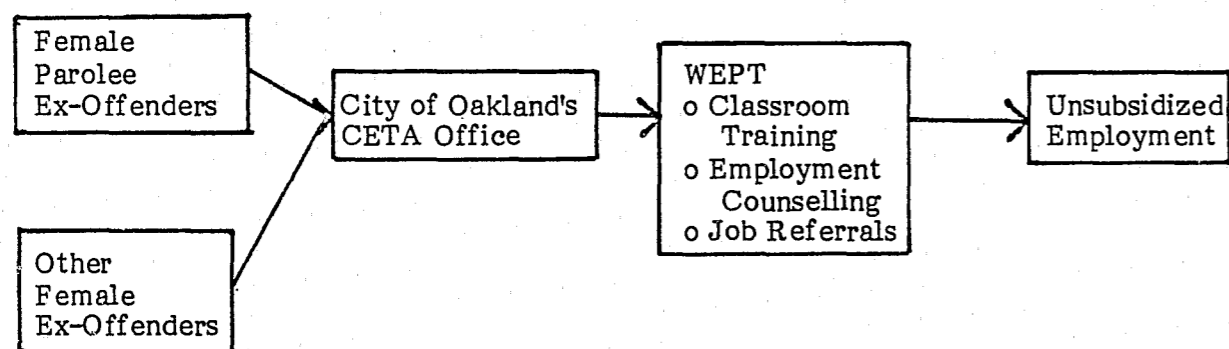 Female
Parolee
Ex-Offenders
Other
Female
Ex-Offenders
City of Oakland's
CETA Office
WEPT
o Classroom
Training
o Employment
Counselling
o Job Referrals
Unsubsidized
Employment